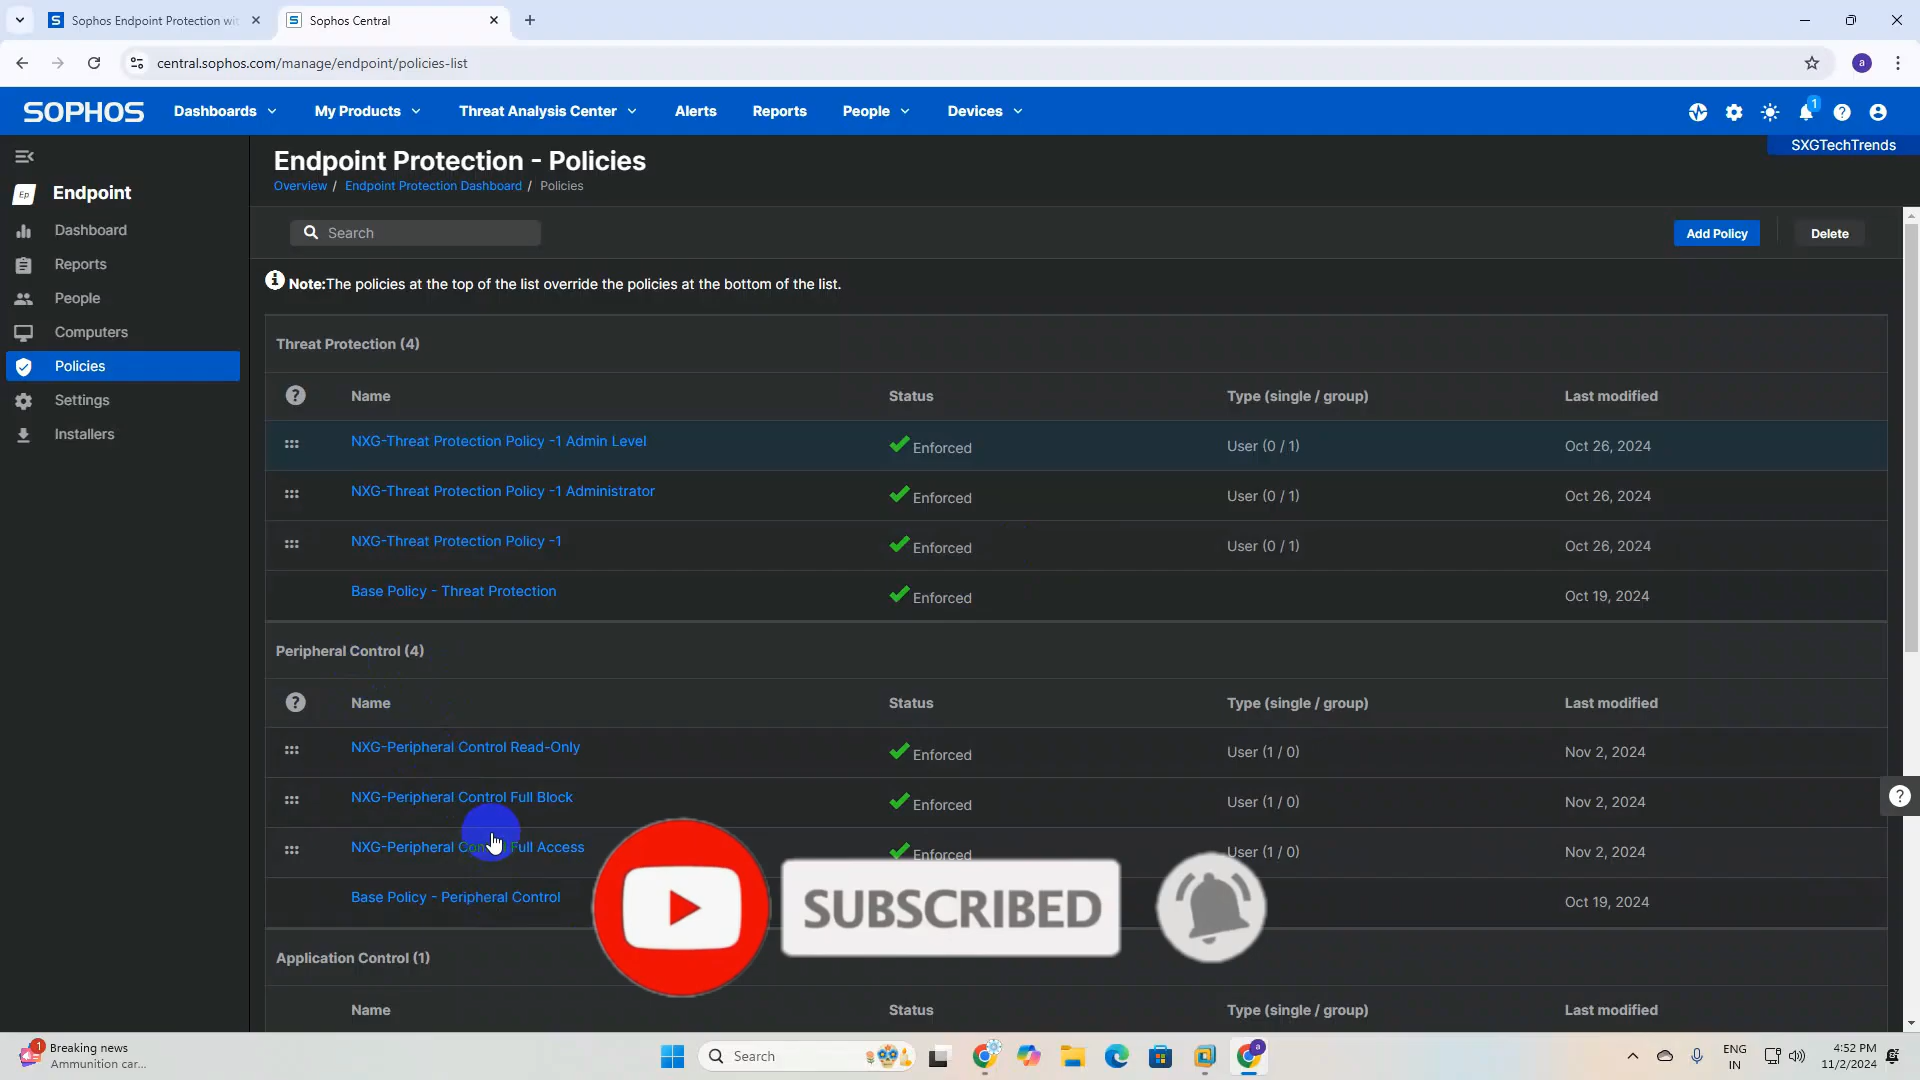 Sophos Endpoint Protection wi
Sophos Central
central.sophos.com/manage/endpoint/policies-list
a
SOPHOS
Dashboards
My Products
Threat Analysis Center
Alerts
Reports
People
Devices
1
SXGTechTrends
Ep
Endpoint
Dashboard
Reports
People
Computers
Policies
Settings
Installers
Endpoint Protection - Policies
Overview / Endpoint Protection Dashboard / Policies
Search
Add Policy
Delete
Note:The policies at the top of the list override the policies at the bottom of the list.
Threat Protection (4)
? Name Status Type (single / group) Last modified
NXG-Threat Protection Policy -1 Admin Level Enforced User (0 / 1) Oct 26, 2024
NXG-Threat Protection Policy -1 Administrator Enforced User (0 / 1) Oct 26, 2024
NXG-Threat Protection Policy -1 Enforced User (0 / 1) Oct 26, 2024
Base Policy - Threat Protection Enforced Oct 19, 2024
Peripheral Control (4)
? Name Status Type (single / group) Last modified
NXG-Peripheral Control Read-Only Enforced User (1 / 0) Nov 2, 2024
NXG-Peripheral Control Full Block Enforced User (1 / 0) Nov 2, 2024
NXG-Peripheral Control Full Access Enforced User (1 / 0) Nov 2, 2024
Base Policy - Peripheral Control Oct 19, 2024
SUBSCRIBED
Application Control (1)
Name Status Type (single / group) Last modified
?
1
Breaking news
Ammunition car...
Search
a
ENG
IN
4:52 PM
11/2/2024